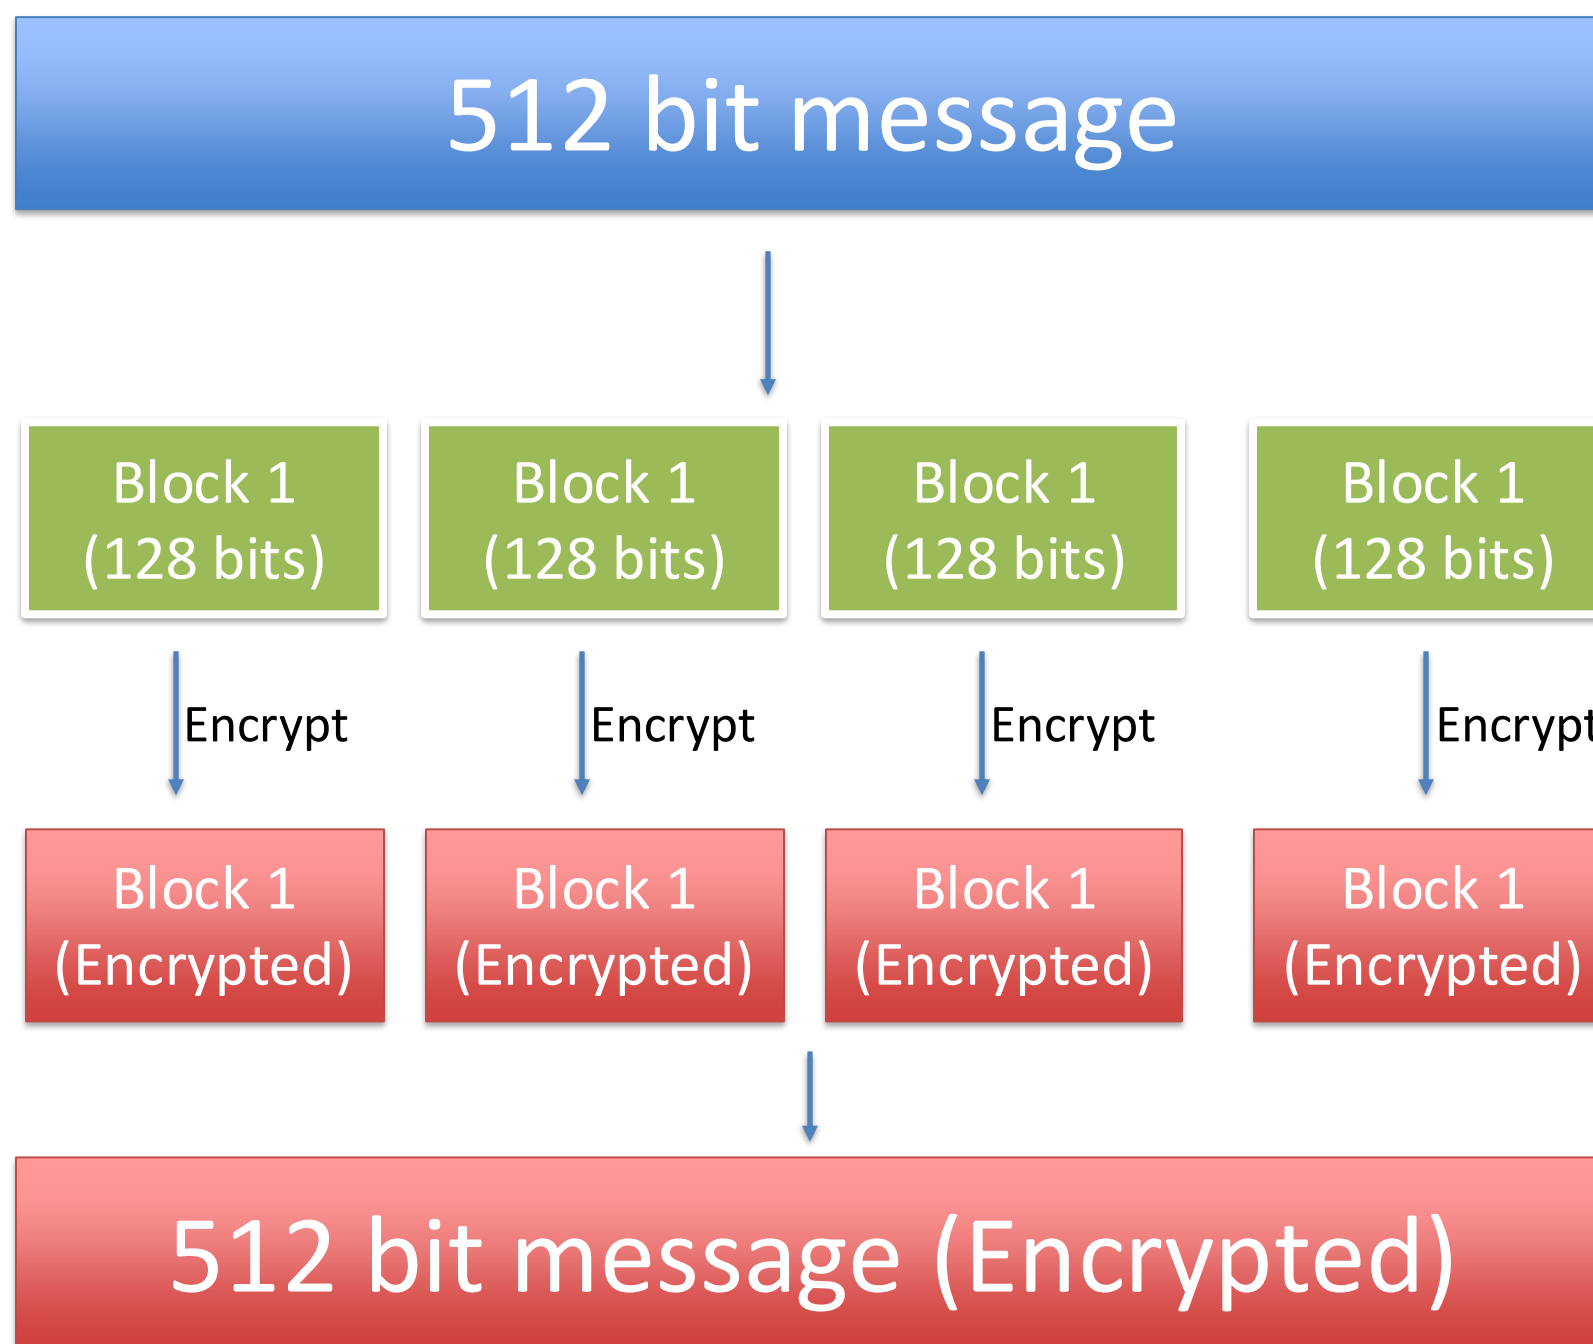 512 bit message
Block 1
(128 bits)
Block 1
(128 bits)
Block 1
(128 bits)
Block 1
(128 bits)
Encrypt
Encrypt
Encrypt
Encrypt
Block 1
(Encrypted)
Block 1
(Encrypted)
Block 1
(Encrypted)
Block 1
(Encrypted)
512 bit message (Encrypted)